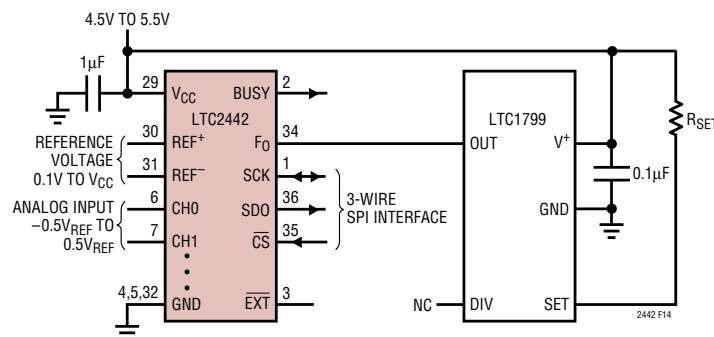 4.5V TO 5.5V
1µF
29
VCC
BUSY
2
LTC2442
LTC1799
30
REF+
FO
34
OUT
V+
RSET
REFERENCE
VOLTAGE
0.1V TO VCC
31
REF–
SCK
1
0.1µF
6
CH0
SDO
36
3-WIRE
SPI INTERFACE
GND
ANALOG INPUT
–0.5VREF TO
0.5VREF
7
CH1
CS
35
4,5,32
GND
EXT
3
NC
DIV
SET
2442 F14